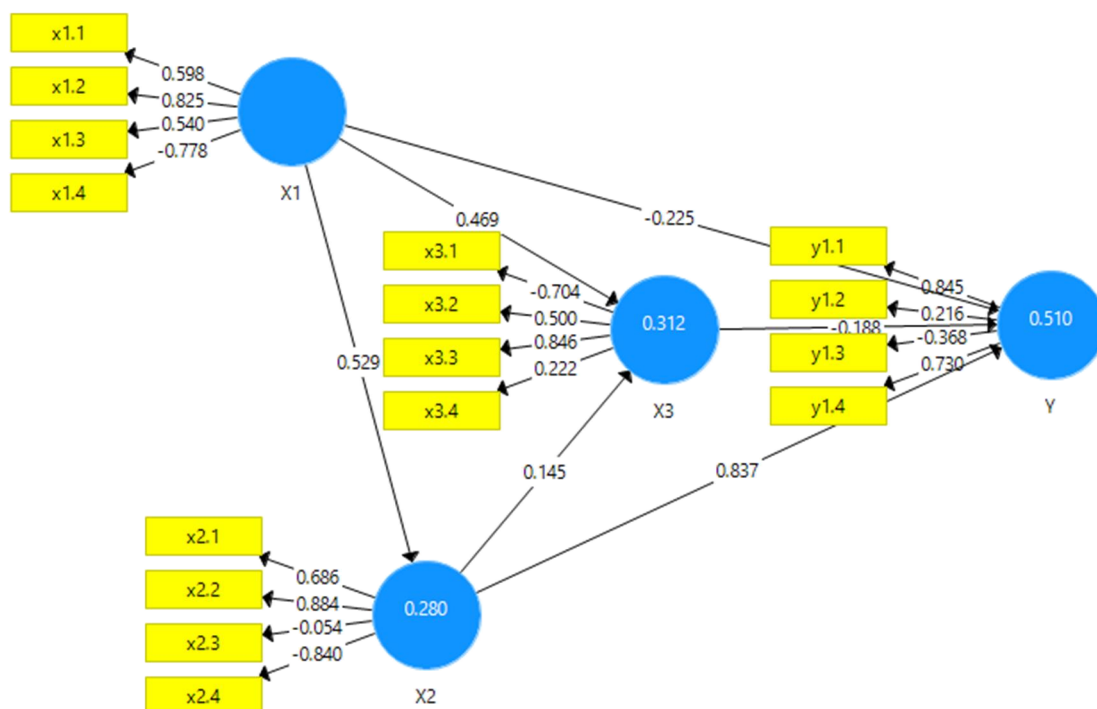 x1.1
0.598
x1.2
0.825
x1.3
0.540
-0.778
x1.4
X1
-0.225
0.469
x3.1
-0.704
x3.2
0.500
x3.3
0.846
0.222
x3.4
0.312
X3
-0.188
y1.1
0.845
y1.2
0.216
-0.368
y1.3
0.730
y1.4
0.510
Y
0.529
0.145
0.837
x2.1
0.686
x2.2
0.884
-0.054
x2.3
-0.840
x2.4
0.280
X2